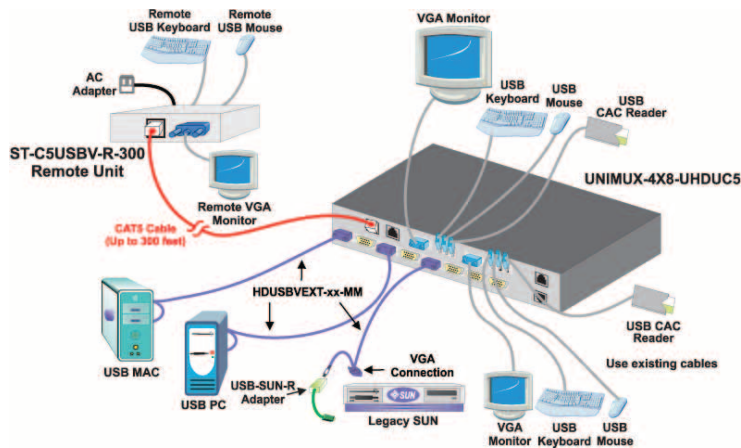 Remote
USB Keyboard
Remote
USB Mouse
AC
Adapter
ST-C5USBV-R-300
Remote Unit
Remote VGA
Monitor
CAT5 Cable
(Up to 300 feet)
VGA Monitor
USB
Keyboard
USB
Mouse
USB
CAC Reader
UNIMUX-4X8-UHDUC5
HDUSBVEXT-xx-MM
USB MAC
USB PC
USB-SUN-R
Adapter
VGA
Connection
SUN
Legacy SUN
USB CAC
Reader
Use existing cables
VGA
Monitor
USB
Keyboard
USB
Mouse